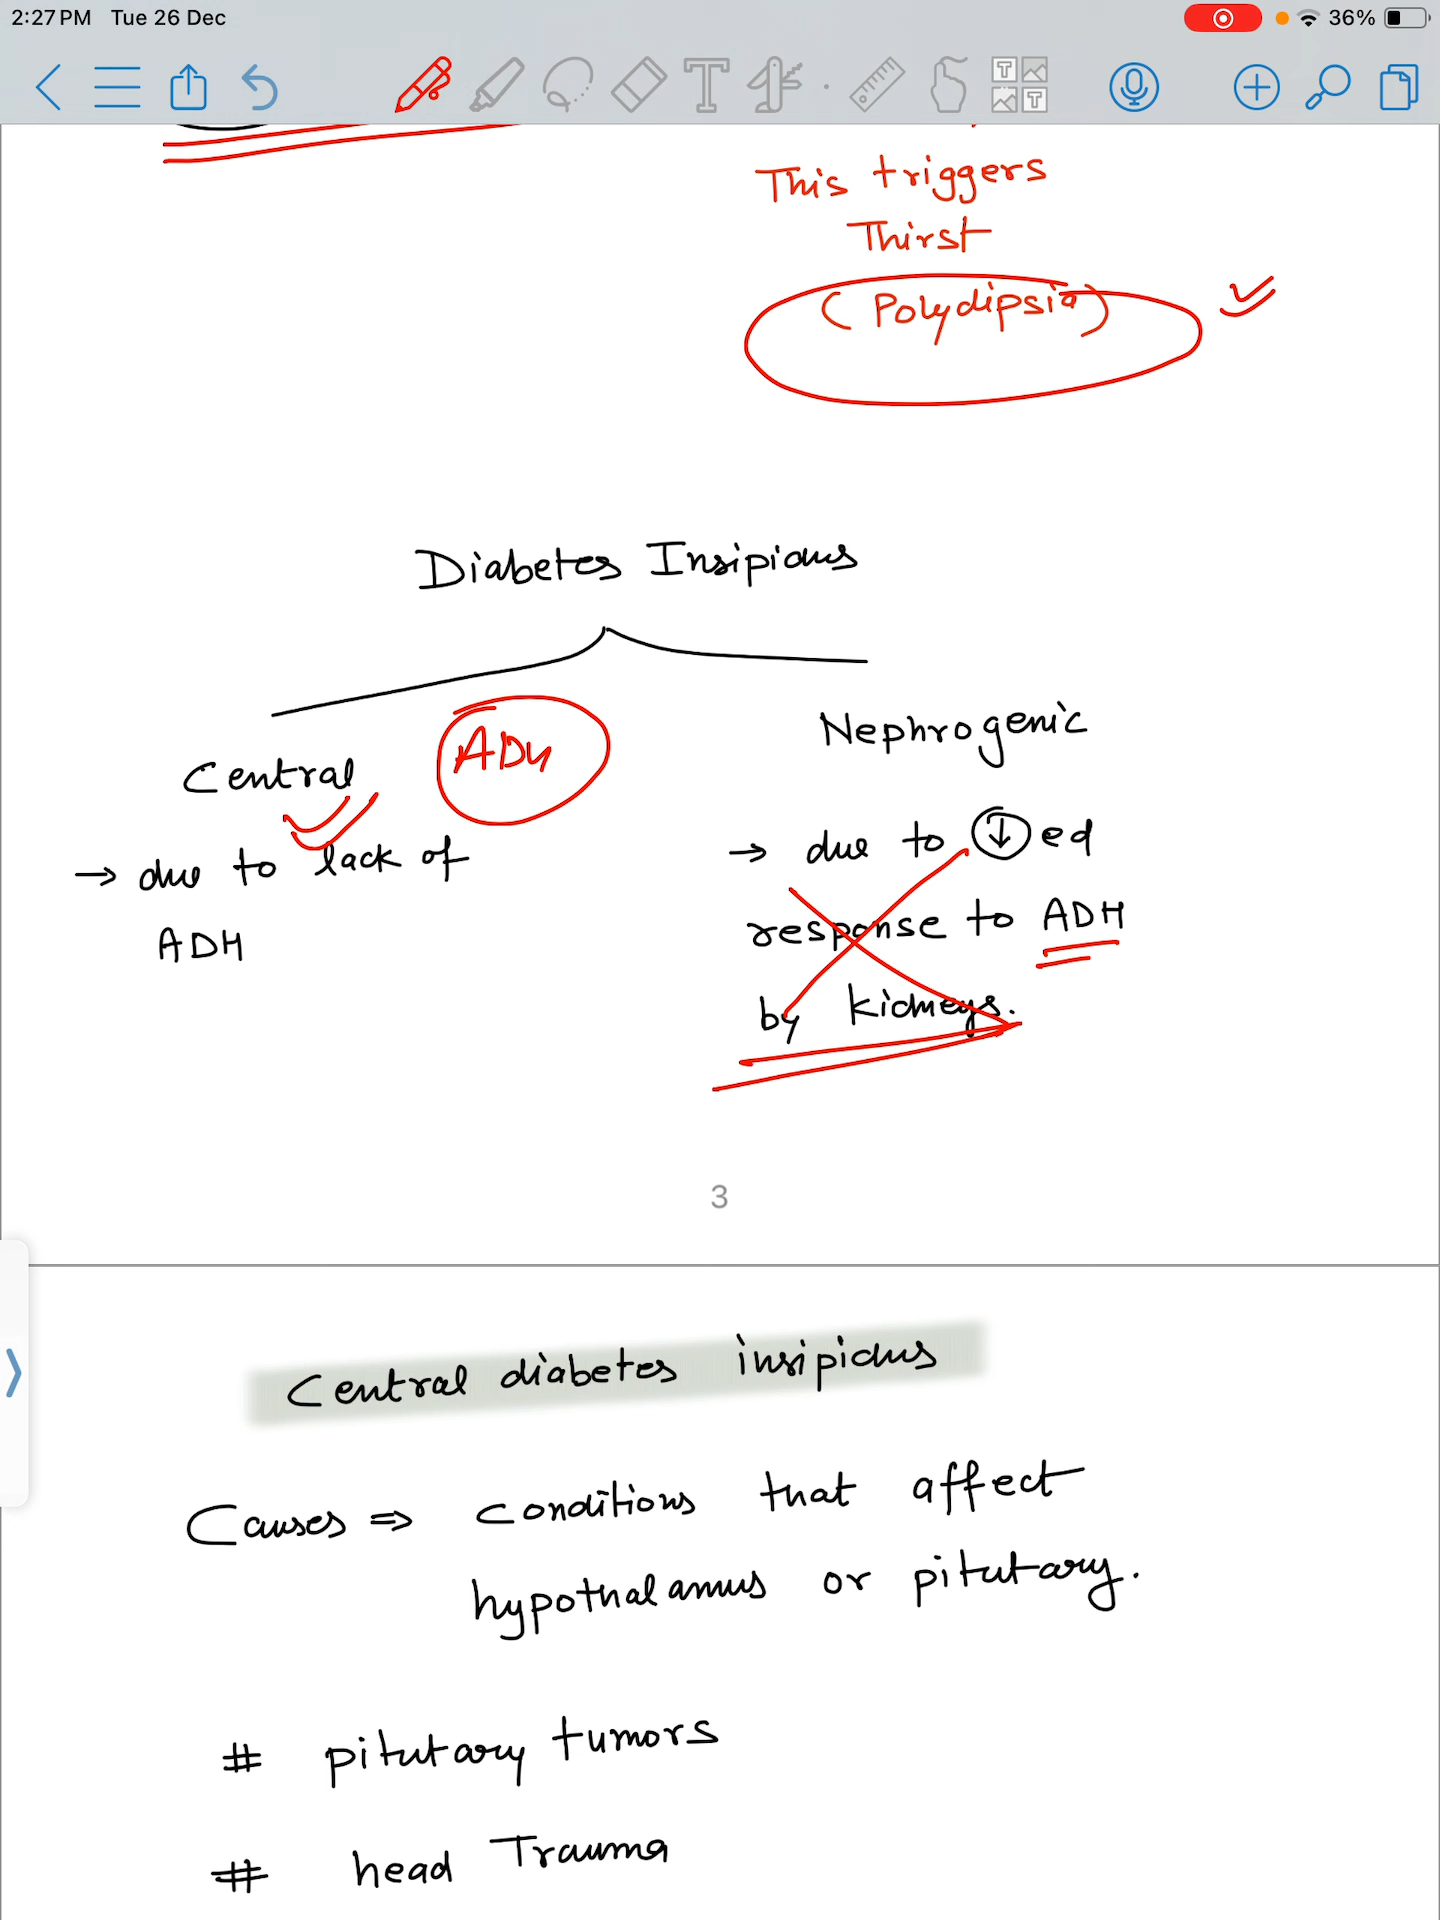 2:27 PM Tue 26 Dec 36%
This triggers
Thirst
(Polydipsia)
Diabetes Insipidus
Central
ADH
Nephrogenic
→ due to lack of
ADH
→ due to ↓ed
response to ADH
by kidneys.
3
Central diabetes insipidus
Causes ⇒ conditions that affect
hypothalamus or pitutary.
# pitutary tumors
# head Trauma